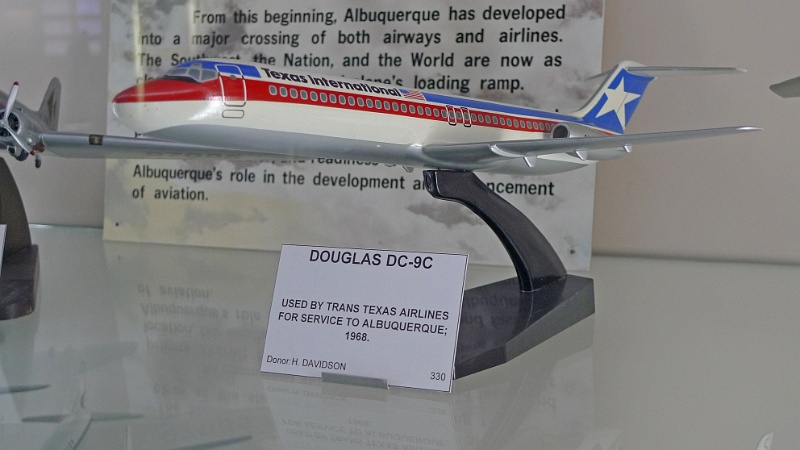 From this beginning, Albuquerque has developed
into a major crossing of both airways and airlines.
The the Nation, and the World are now as
loading ramp.
Texas International
and readiness
Albuquerque's role in the development
of aviation.
DOUGLAS DC-9C
USED BY TRANS TEXAS AIRLINES
FOR SERVICE TO ALBUQUERQUE;
1968.
Donor: H. DAVIDSON
330